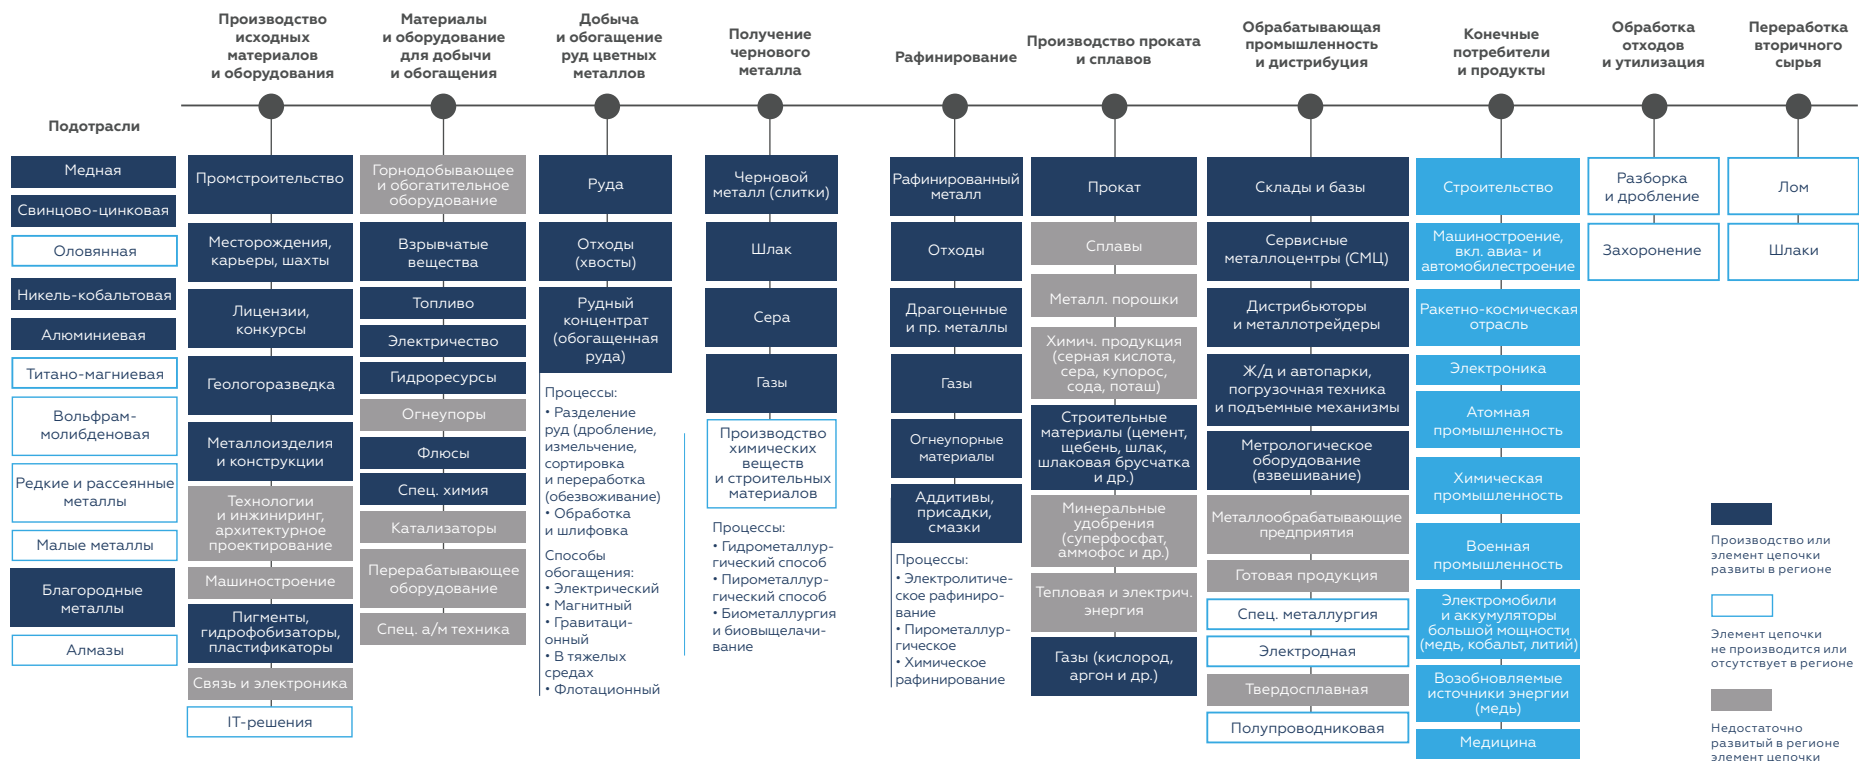 Производство
исходных
материалов
и оборудования
Материалы
и оборудование
для добычи
и обогащения
Добыча
и обогащение
руд цветных
металлов
Получение
чернового
металла
Рафинирование
Производство проката
и сплавов
Обрабатывающая
промышленность
и дистрибуция
Конечные
потребители
и продукты
Обработка
отходов
и утилизация
Переработка
вторичного
сырья
Подотрасли
Медная
Свинцово-цинковая
Оловянная
Никель-кобальтовая
Алюминиевая
Титано-магниевая
Вольфрам-
молибденовая
Редкие и рассеянные
металлы
Малые металлы
Благородные
металлы
Алмазы
Промстроительство
Месторождения,
карьеры, шахты
Лицензии,
конкурсы
Геологоразведка
Металлоизделия
и конструкции
Технологии
и инжиниринг,
архитектурное
проектирование
Машиностроение
Пигменты,
гидрофобизаторы,
пластификаторы
Связь и электроника
IT-решения
Горнодобывающее
и обогатительное
оборудование
Взрывчатые
вещества
Топливо
Электричество
Гидроресурсы
Огнеупоры
Флюсы
Спец. химия
Катализаторы
Перерабатывающее
оборудование
Спец. а/м техника
Руда
Отходы
(хвосты)
Рудный
концентрат
(обогащенная
руда)
Процессы:
• Разделение
руд (дробление,
измельчение,
сортировка
и переработка
(обезвоживание)
• Обработка
и шлифовка
Способы
обогащения:
• Электрический
• Магнитный
• Гравитаци-
онный
• В тяжелых
средах
• Флотационный
Черновой
металл (слитки)
Шлак
Сера
Газы
Производство
химических
веществ
и строительных
материалов
Процессы:
• Гидрометаллур-
гический способ
• Пирометаллур-
гический способ
• Биометаллургия
и биовыщелачи-
вание
Рафинированный
металл
Отходы
Драгоценные
и пр. металлы
Газы
Огнеупорные
материалы
Аддитивы,
присадки,
смазки
Процессы:
• Электролитиче-
ское рафиниро-
вание
• Пирометаллур-
гическое
• Химическое
рафинирование
Прокат
Сплавы
Металл. порошки
Химич. продукция
(серная кислота,
сера, купорос,
сода, поташ)
Строительные
материалы (цемент,
щебень, шлак,
шлаковая брусчатка
и др.)
Минеральные
удобрения
(суперфосфат,
аммофос и др.)
Тепловая и электрич.
энергия
Газы (кислород,
аргон и др.)
Склады и базы
Сервисные
металлоцентры (СМЦ)
Дистрибьюторы
и металлотрейдеры
Ж/д и автопарки,
погрузочная техника
и подъемные механизмы
Метрологическое
оборудование
(взвешивание)
Металлообрабатывающие
предприятия
Готовая продукция
Спец. металлургия
Электродная
Твердосплавная
Полупроводниковая
Строительство
Машиностроение,
вкл. авиа- и
автомобилестроение
Ракетно-космическая
отрасль
Электроника
Атомная
промышленность
Химическая
промышленность
Военная
промышленность
Электромобили
и аккумуляторы
большой мощности
(медь, кобальт, литий)
Возобновляемые
источники энергии
(медь)
Медицина
Разборка
и дробление
Захоронение
Лом
Шлаки
Производство или
элемент цепочки
развиты в регионе
Элемент цепочки
не производится или
отсутствует в регионе
Недостаточно
развитый в регионе
элемент цепочки